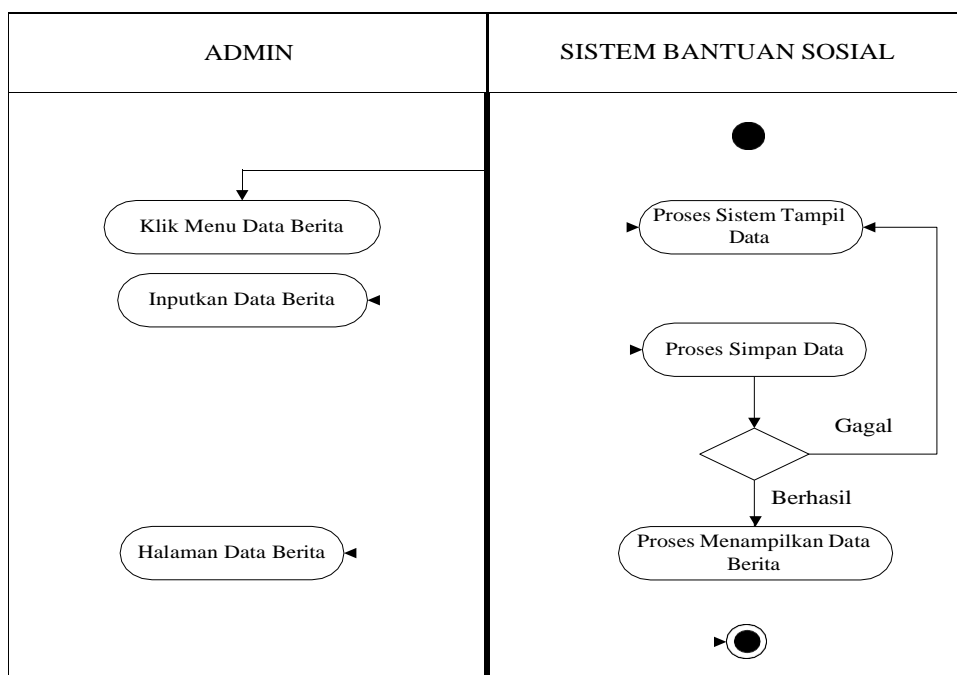 ADMIN
SISTEM BANTUAN SOSIAL
Klik Menu Data Berita
Proses Sistem Tampil
Data
Inputkan Data Berita
Proses Simpan Data
Gagal
Berhasil
Halaman Data Berita
Proses Menampilkan Data
Berita